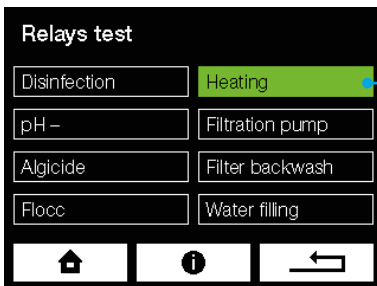 Relays test
Disinfection
Heating
pH –
Filtration pump
Algicide
Filter backwash
Flocc
Water filling